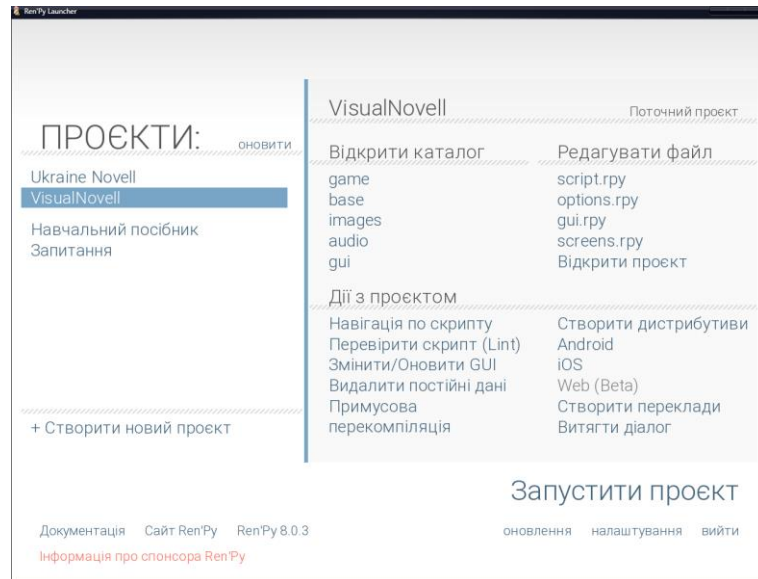 Ren'Py Launcher
ПРОЄКТИ:
оновити
Ukraine Novell
VisualNovell
Навчальний посібник
Запитання
+ Створити новий проєкт
VisualNovell
Поточний проєкт
Відкрити каталог
game
base
images
audio
gui
Редагувати файл
script.rpy
options.rpy
gui.rpy
screens.rpy
Відкрити проєкт
Дії з проєктом
Навігація по скрипту
Перевірити скрипт (Lint)
Змінити/Оновити GUI
Видалити постійні дані
Примусова
перекомпіляція
Створити дистрибутиви
Android
iOS
Web (Beta)
Створити переклади
Витягти діалог
Запустити проєкт
Документація Сайт Ren'Py Ren'Py 8.0.3
оновлення налаштування вийти
Інформація про спонсора Ren'Py